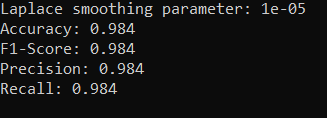 Laplace smoothing parameter: 1e-05
Accuracy: 0.984
F1-Score: 0.984
Precision: 0.984
Recall: 0.984